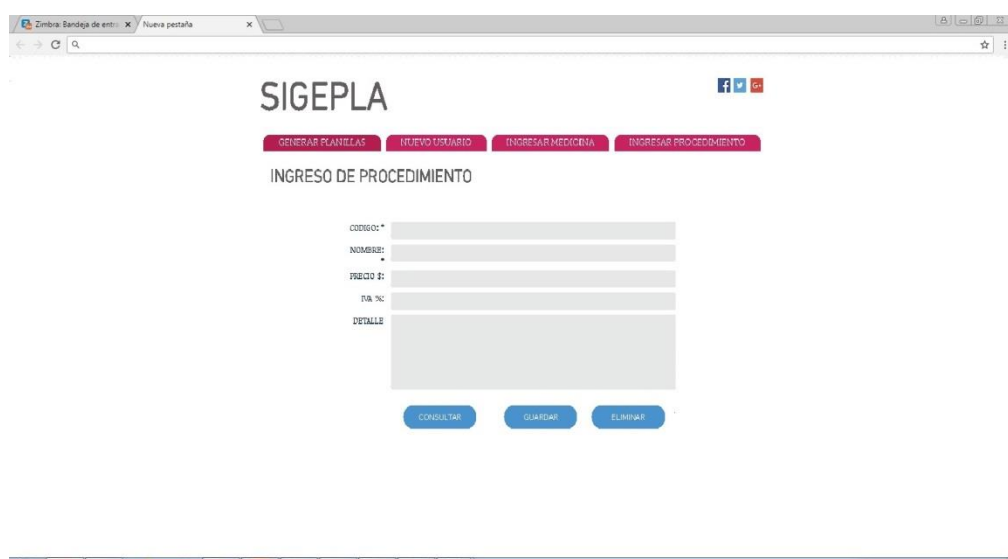 Zimbra: Bandeja de entr
Nueva pestaña
SIGEPLA
GENERAR PLANILLAS NUEVO USUARIO INGRESAR MEDICINA INGRESAR PROCEDIMIENTO
INGRESO DE PROCEDIMIENTO
CODIGO: *
NOMBRE:
*
PRECIO $:
IVA %:
DETALLE
CONSULTAR GUARDAR ELIMINAR